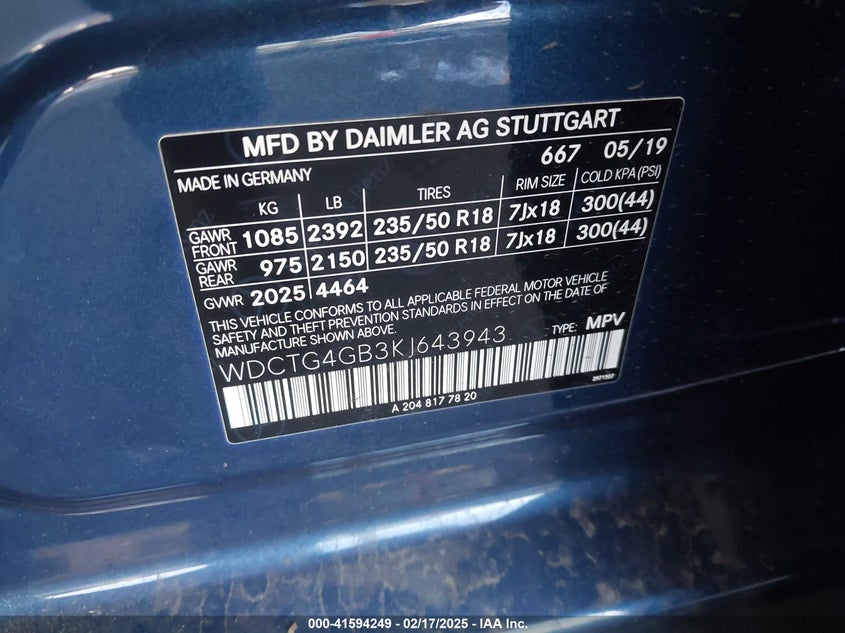 MFD BY DAIMLER AG STUTTGART
667 05/19
MADE IN GERMANY
KG LB TIRES RIM SIZE COLD KPA (PSI)
GAWR FRONT 1085 2392 235/50 R18 7Jx18 300(44)
GAWR REAR 975 2150 235/50 R18 7Jx18 300(44)
GVWR 2025 4464
THIS VEHICLE CONFORMS TO ALL APPLICABLE FEDERAL MOTOR VEHICLE
SAFETY AND THEFT PREVENTION STANDARDS IN EFFECT ON THE DATE OF
MANUFACTURE SHOWN ABOVE.
WDCTG4GB3KJ643943 TYPE: MPV
A 204 817 78 20
000-41594249 - 02/17/2025 - IAA Inc.